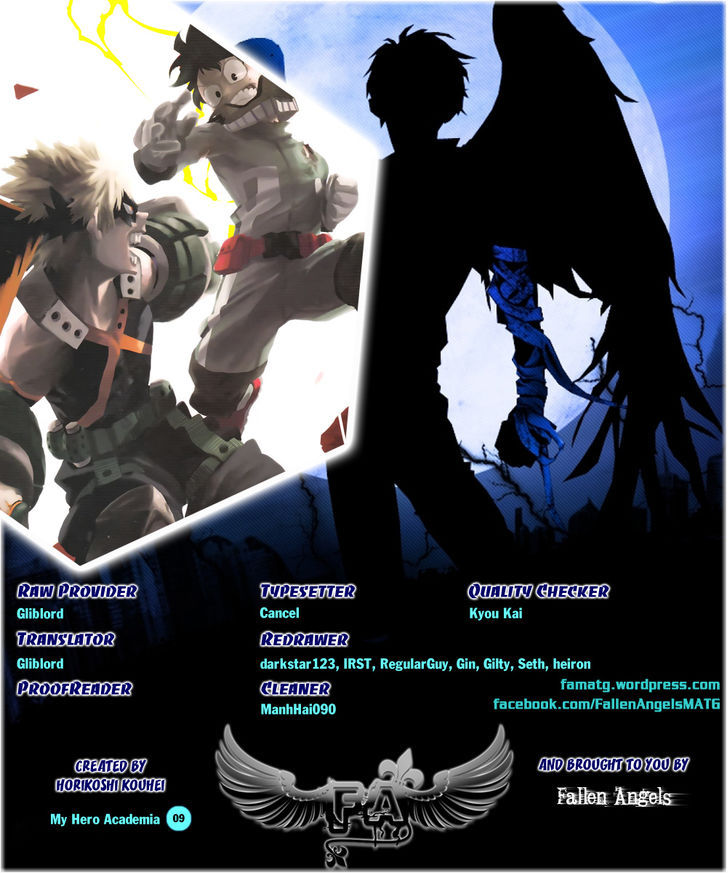 RAW PROVIDER
Gliblord
TRANSLATOR
Gliblord
PROOFREADER
TYPESETTER
Cancel
REDRAWER
darkstar123, IRST, RegularGuy, Gin, Gilty, Seth, heiron
CLEANER
ManhHai090
QUALITY CHECKER
Kyou Kai
famatg.wordpress.com
facebook.com/FallenAngelsMATG
CREATED BY
HORIKOSHI KOUHEI
My Hero Academia 09
FA
AND BROUGHT TO YOU BY
Fallen Angels